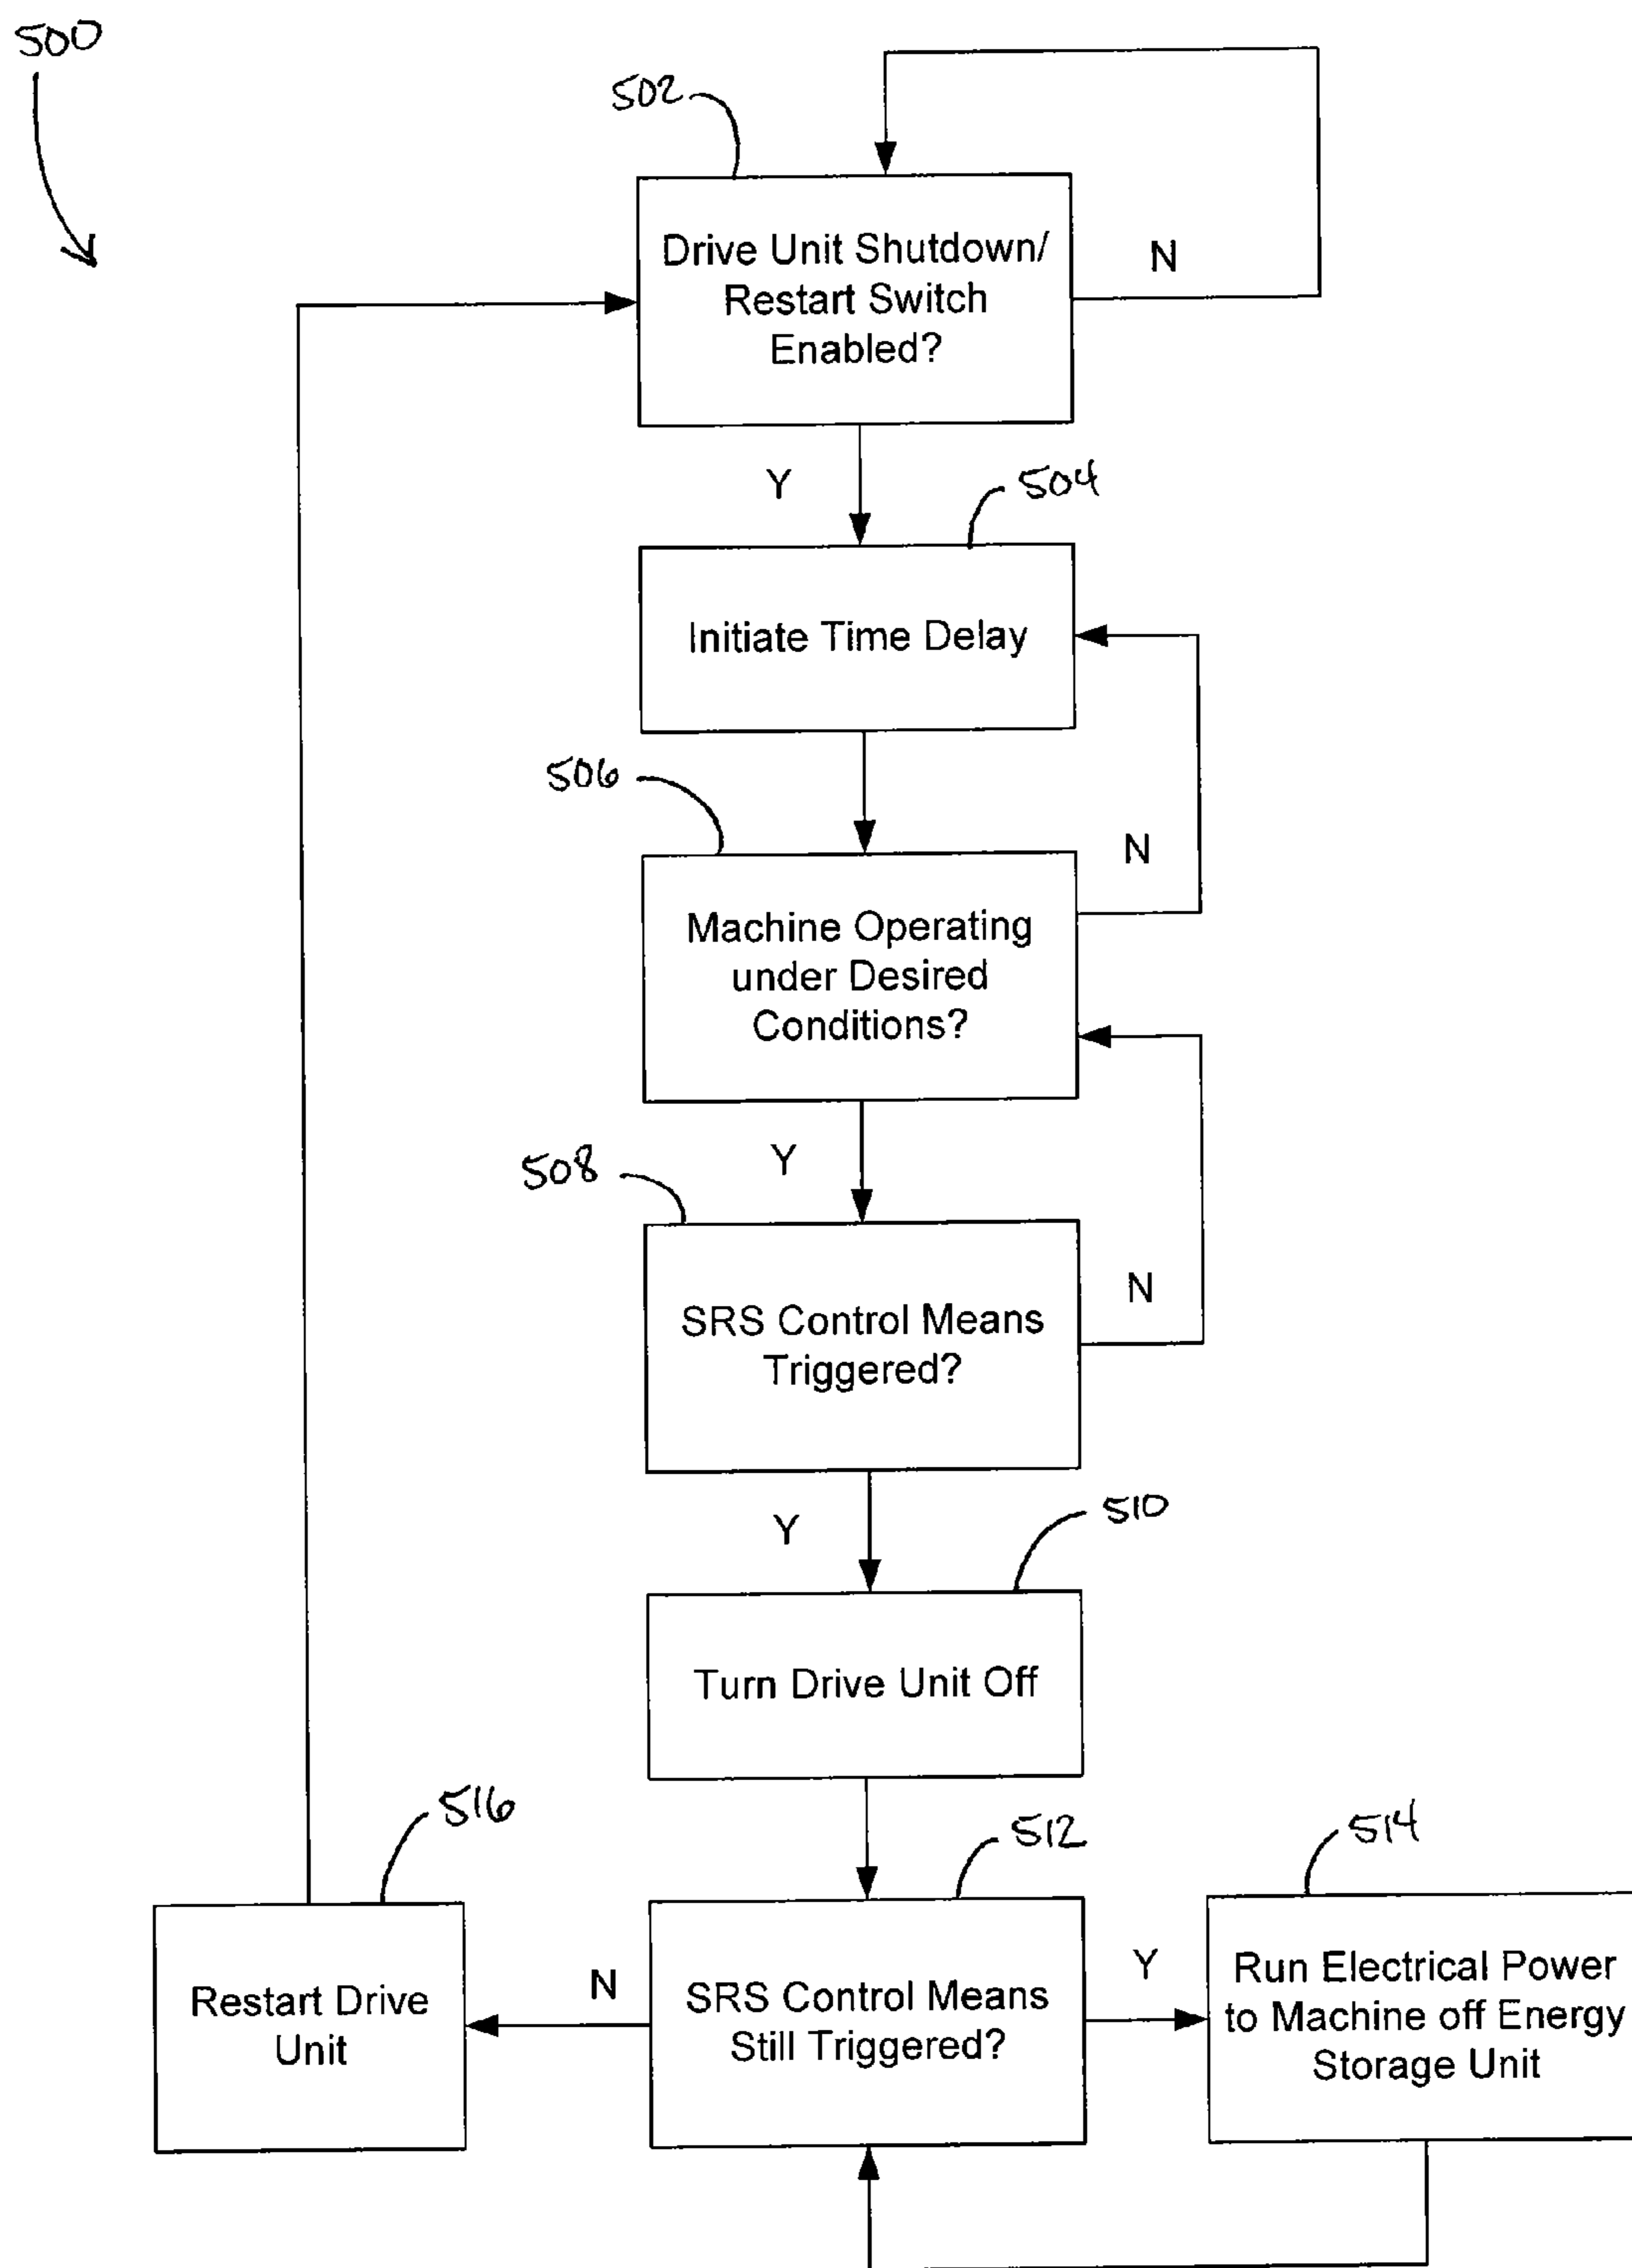 500
502
Drive Unit Shutdown/
Restart Switch
Enabled?
N
Y
504
Initiate Time Delay
506
N
Machine Operating
under Desired
Conditions?
Y
508
N
SRS Control Means
Triggered?
Y
510
Turn Drive Unit Off
516
512
514
Restart Drive
Unit
N
SRS Control Means
Still Triggered?
Y
Run Electrical Power
to Machine off Energy
Storage Unit